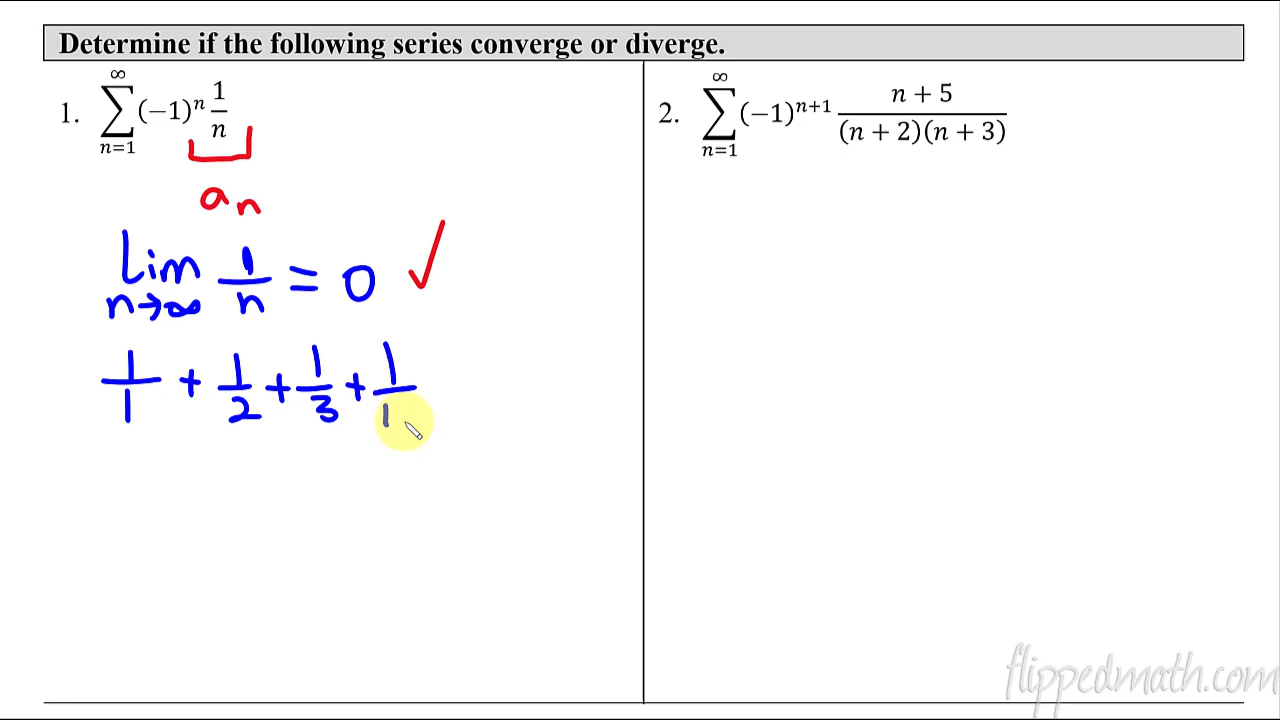 Determine if the following series converge or diverge.
1. ∑_{n=1}^{∞} (−1)^n 1/n
a_n
Lim_{n→∞} 1/n = 0 ✓
1/1 + 1/2 + 1/3 + 1/
2. ∑_{n=1}^{∞} (−1)^{n+1} (n + 5)/((n + 2)(n + 3))
flippedmath.com